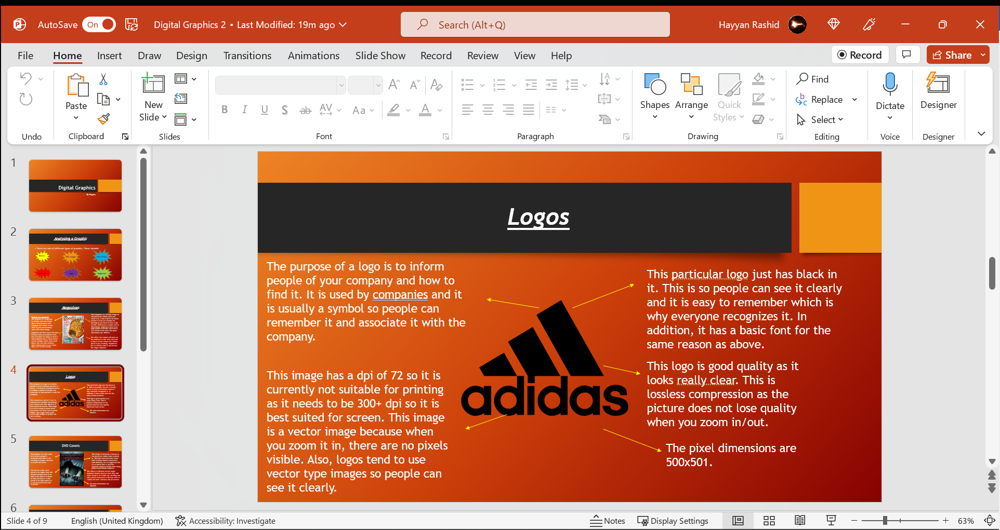 AutoSave On Digital Graphics 2 • Last Modified: 19m ago Search (Alt+Q) Hayyan Rashid
File Home Insert Draw Design Transitions Animations Slide Show Record Review View Help Record Share
Paste New Slide Shapes Arrange Quick Styles Find Replace Select Dictate Designer
Undo Clipboard Slides Font Paragraph Drawing Editing Voice Designer
1
Digital Graphics
By Hayyan
2
Analysing a Graphic
There are lots of different types of graphics. These include:
3
Magazines
4
Logos
adidas
5
DVD Covers
6
Logos
The purpose of a logo is to inform
people of your company and how to
find it. It is used by companies and it
is usually a symbol so people can
remember it and associate it with the
company.
This image has a dpi of 72 so it is
currently not suitable for printing
as it needs to be 300+ dpi so it is
best suited for screen. This image
is a vector image because when
you zoom it in, there are no pixels
visible. Also, logos tend to use
vector type images so people can
see it clearly.
adidas
This particular logo just has black in
it. This is so people can see it clearly
and it is easy to remember which is
why everyone recognizes it. In
addition, it has a basic font for the
same reason as above.
This logo is good quality as it
looks really clear. This is
lossless compression as the
picture does not lose quality
when you zoom in/out.
The pixel dimensions are
500x501.
Slide 4 of 9 English (United Kingdom) Accessibility: Investigate Notes Display Settings 63%